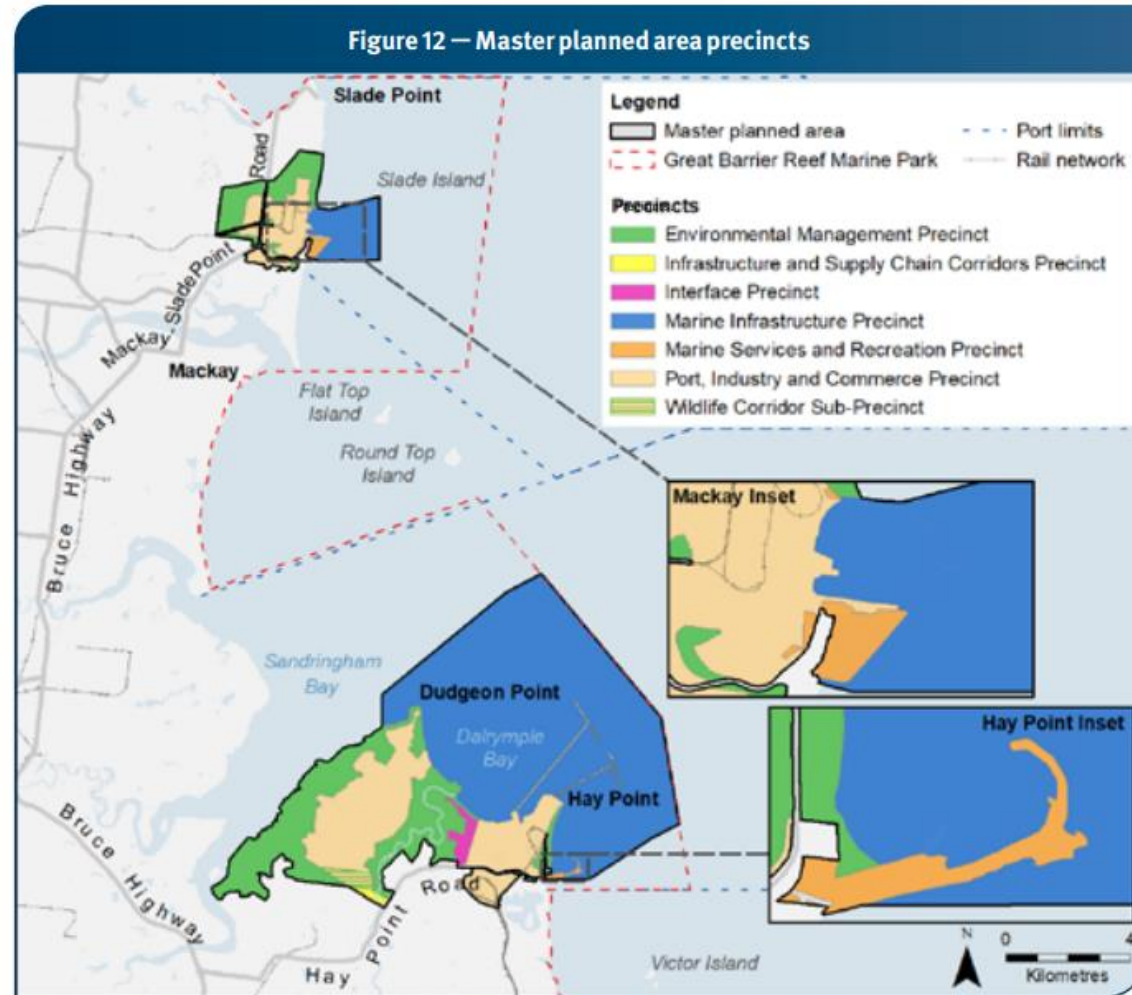 Figure 12 — Master planned area precincts
Slade Point
Road
Slade Island
Mackay-Slade Point
Mackay
Flat Top
Island
Round Top
Island
Bruce Highway
Sandringham
Bay
Dudgeon Point
Dalrymple
Bay
Hay Point
Bruce Highway
Hay Point Road
Victor Island
Legend
Master planned area
Port limits
Great Barrier Reef Marine Park
Rail network
Environmental Management Precinct
Infrastructure and Supply Chain Corridors Precinct
Interface Precinct
Marine Infrastructure Precinct
Marine Services and Recreation Precinct
Port, Industry and Commerce Precinct
Wildlife Corridor Sub-Precinct
Mackay Inset
Hay Point Inset
N
0 4
Kilometres